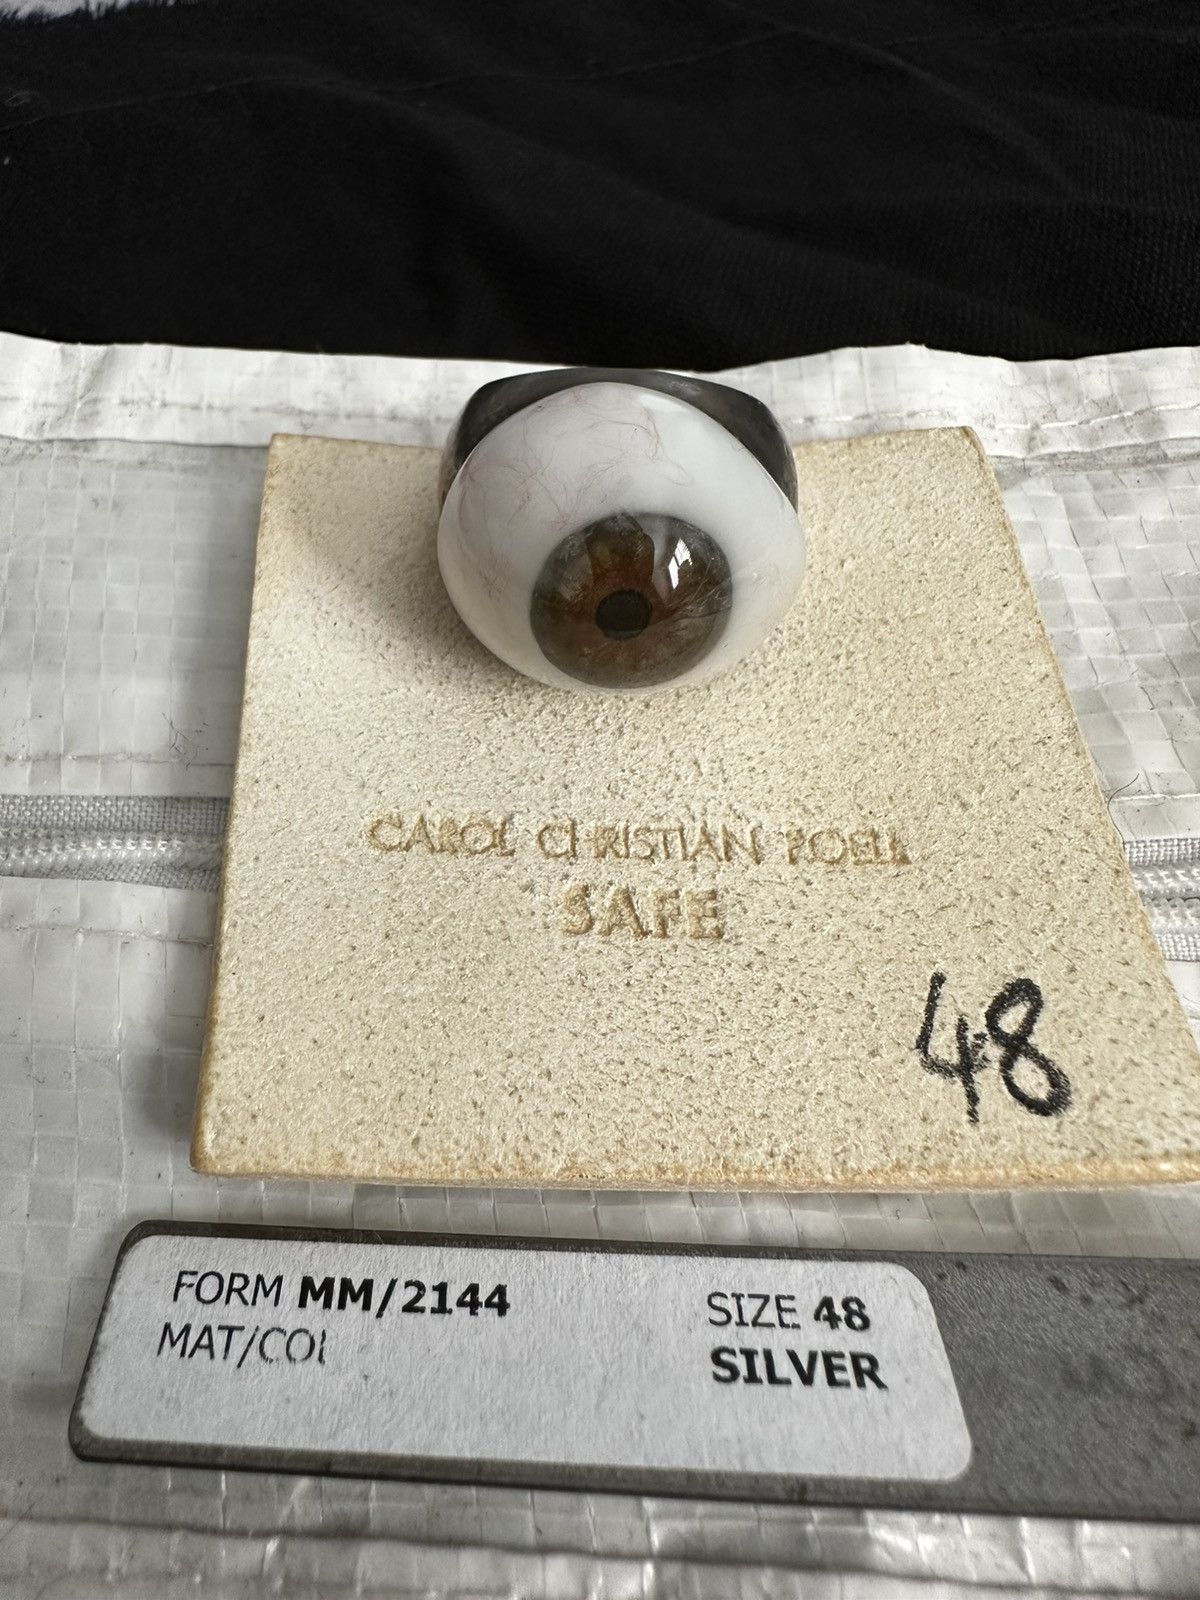 CAROL CHRISTIAN POELL
SAFE
48
FORM MM/2144 SIZE 48
MAT/COL SILVER